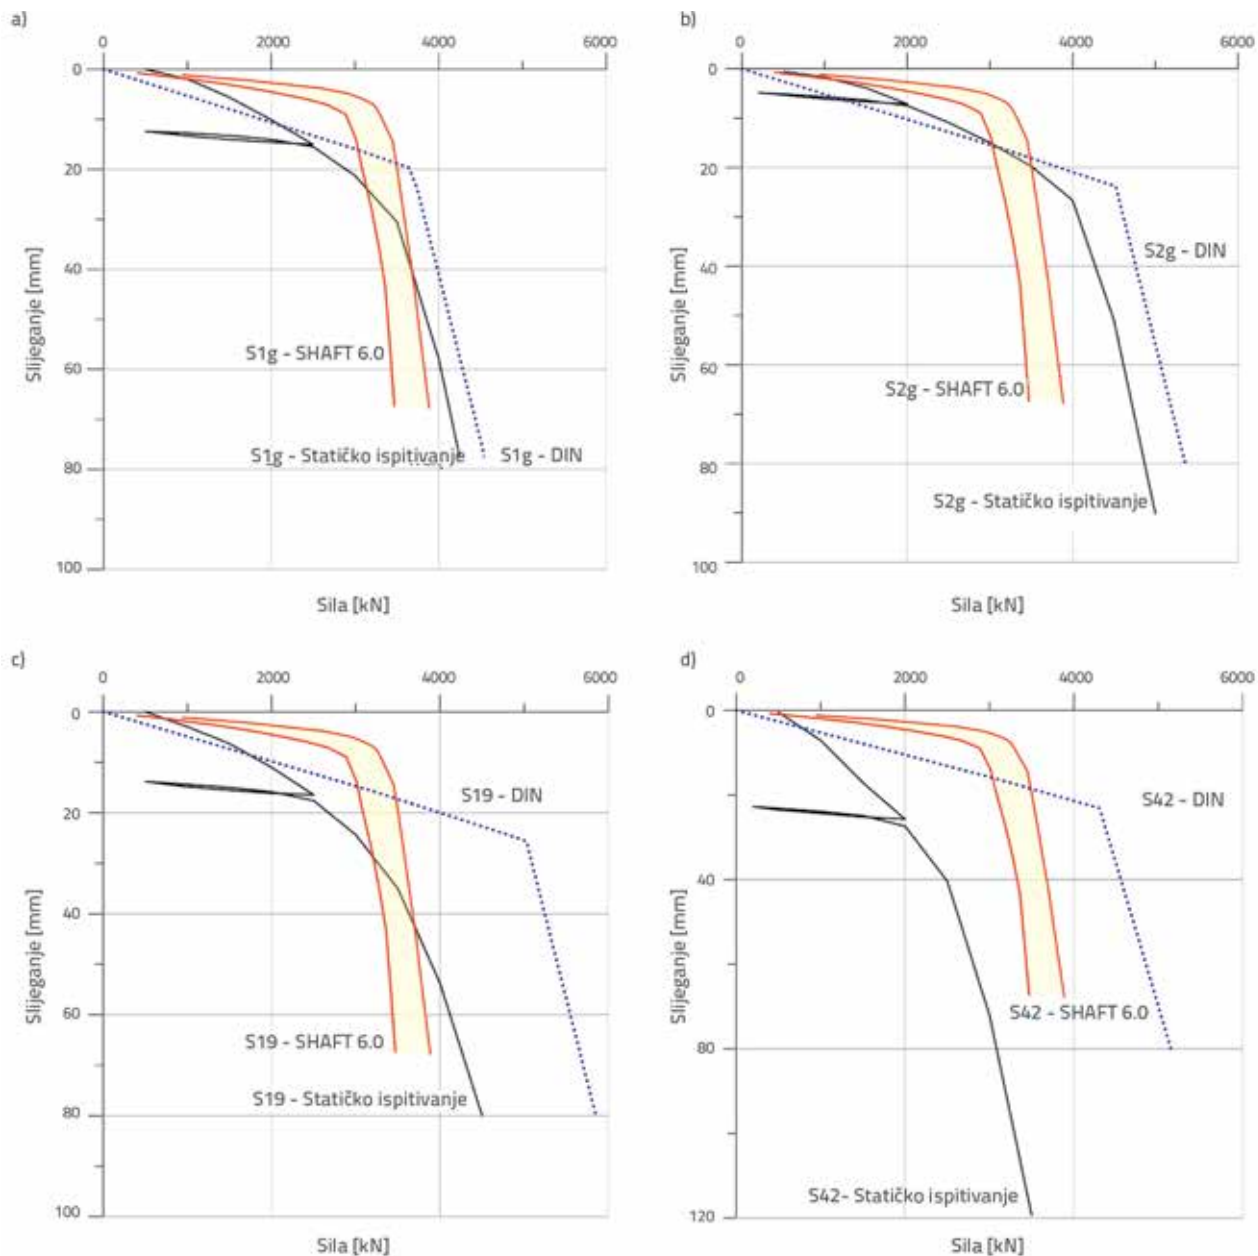 a)
0 2000 4000 6000
0
20
40
60
80
100
Slijeganje [mm]
S1g - SHAFT 6.0
S1g - Statičko ispitivanje
S1g - DIN
Sila [kN]
b)
0 2000 4000 6000
0
20
40
60
80
100
Slijeganje [mm]
S2g - DIN
S2g - SHAFT 6.0
S2g - Statičko ispitivanje
Sila [kN]
c)
0 2000 4000 6000
0
20
40
60
80
100
Slijeganje [mm]
S19 - DIN
S19 - SHAFT 6.0
S19 - Statičko ispitivanje
Sila [kN]
d)
0 2000 4000 6000
0
40
80
120
Slijeganje [mm]
S42 - DIN
S42 - SHAFT 6.0
S42- Statičko ispitivanje
Sila [kN]